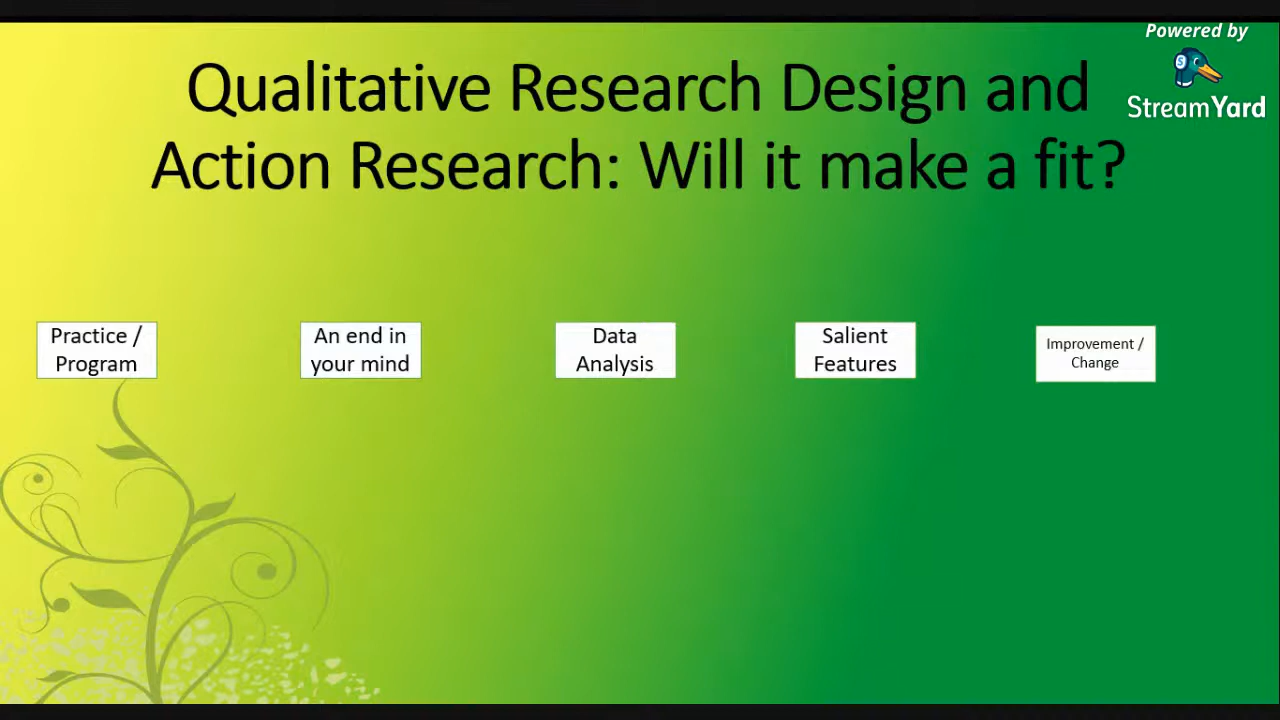 Powered by
StreamYard
Qualitative Research Design and
Action Research: Will it make a fit?
Practice /
Program
An end in
your mind
Data
Analysis
Salient
Features
Improvement /
Change